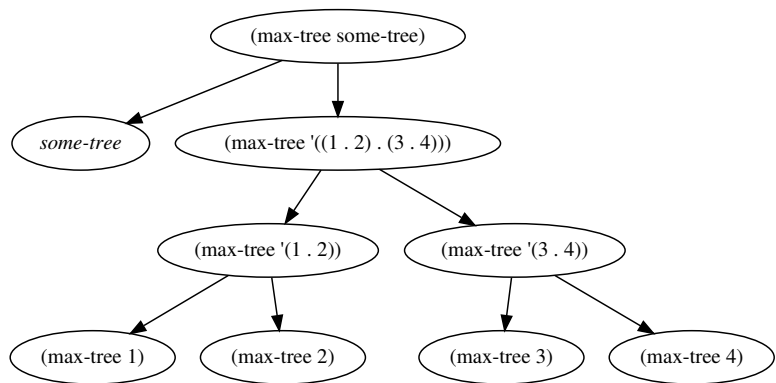 (max-tree some-tree)
some-tree
(max-tree '((1 . 2) . (3 . 4)))
(max-tree '(1 . 2))
(max-tree '(3 . 4))
(max-tree 1)
(max-tree 2)
(max-tree 3)
(max-tree 4)